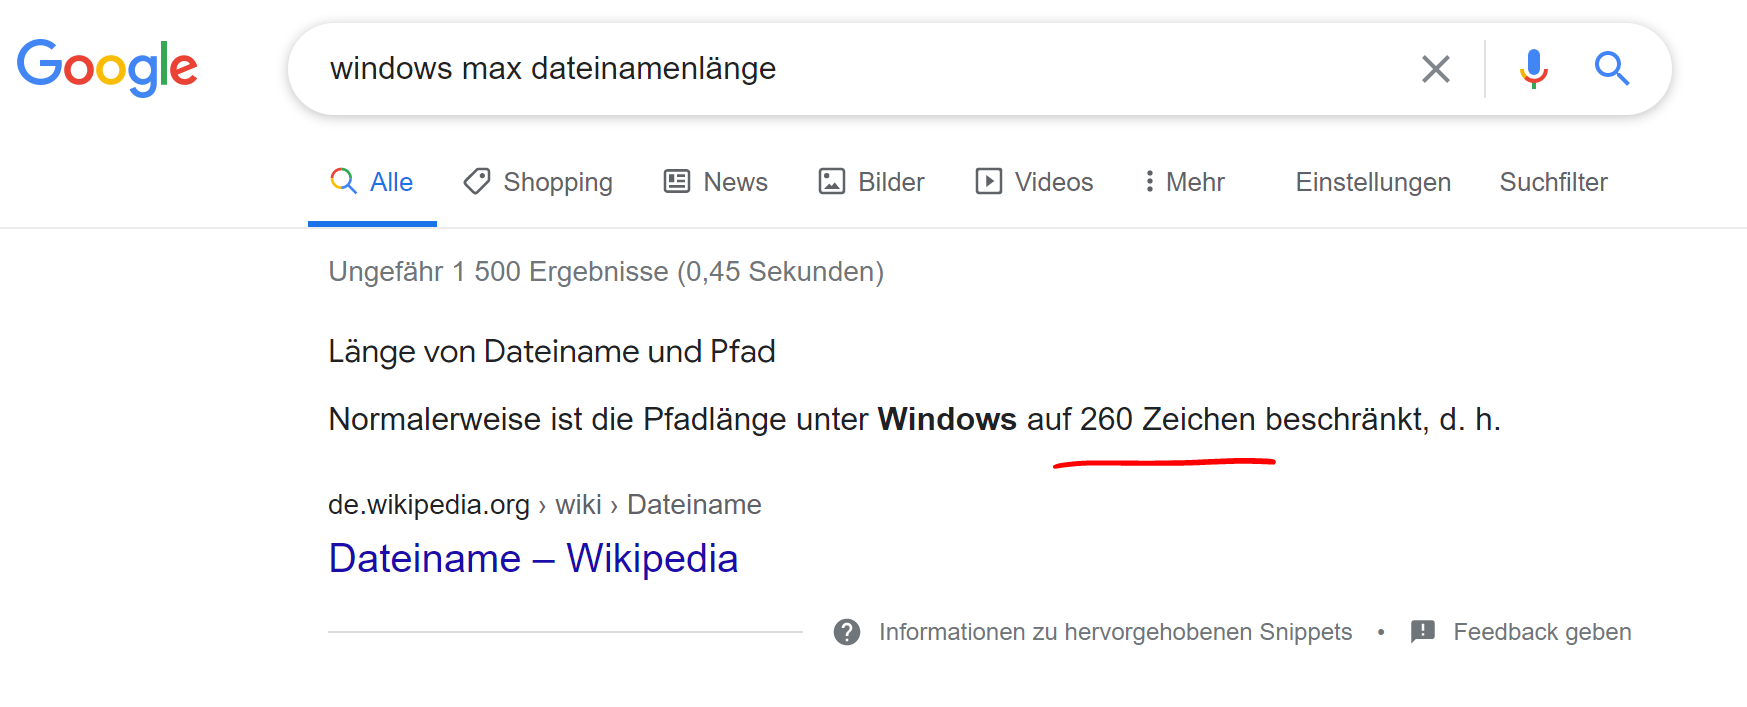 Google
windows max dateinamenlänge
Alle Shopping News Bilder Videos Mehr Einstellungen Suchfilter
Ungefähr 1 500 Ergebnisse (0,45 Sekunden)
Länge von Dateiname und Pfad
Normalerweise ist die Pfadlänge unter Windows auf 260 Zeichen beschränkt, d. h.
de.wikipedia.org › wiki › Dateiname
Dateiname – Wikipedia
Informationen zu hervorgehobenen Snippets • Feedback geben